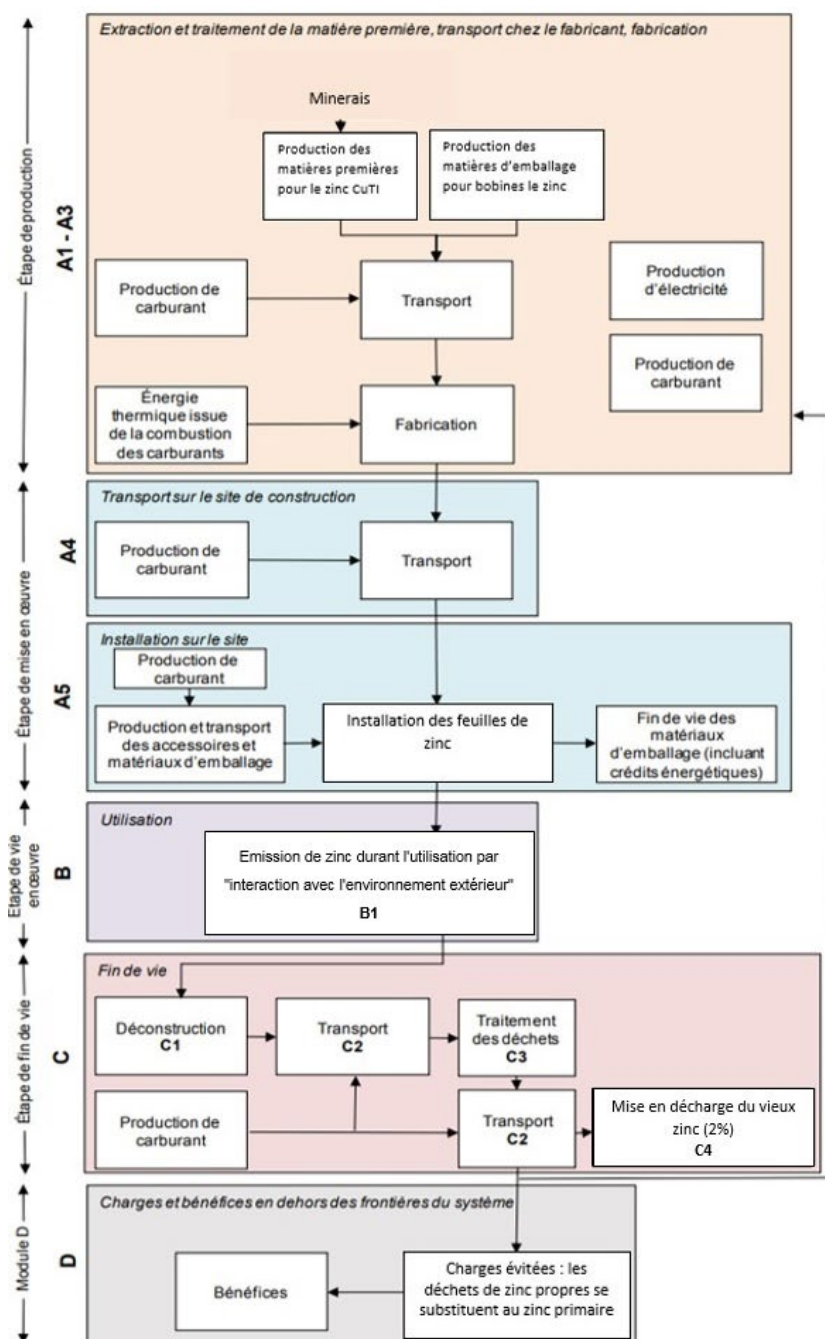 Extraction et traitement de la matière première, transport chez le fabricant, fabrication
Étape de production
A1 - A3
Minerais
Production des
matières premières
pour le zinc CuTI
Production des
matières d'emballage
pour bobines le zinc
Production de
carburant
Transport
Production
d'électricité
Production de
carburant
Énergie
thermique issue
de la combustion
des carburants
Fabrication
Étape de mise en œuvre
A4
Transport sur le site de construction
Production de
carburant
Transport
A5
Installation sur le site
Production de
carburant
Production et transport
des accessoires et
matériaux d'emballage
Installation des feuilles de
zinc
Fin de vie des
matériaux
d'emballage (incluant
crédits énergétiques)
Etape de vie
en œuvre
B
Utilisation
Emission de zinc durant l'utilisation par
"interaction avec l'environnement extérieur"
B1
Étape de fin de vie
C
Fin de vie
Déconstruction
C1
Transport
C2
Traitement
des déchets
C3
Production de
carburant
Transport
C2
Mise en décharge du vieux
zinc (2%)
C4
Module D
D
Charges et bénéfices en dehors des frontières du système
Bénéfices
Charges évitées : les
déchets de zinc propres se
substituent au zinc primaire